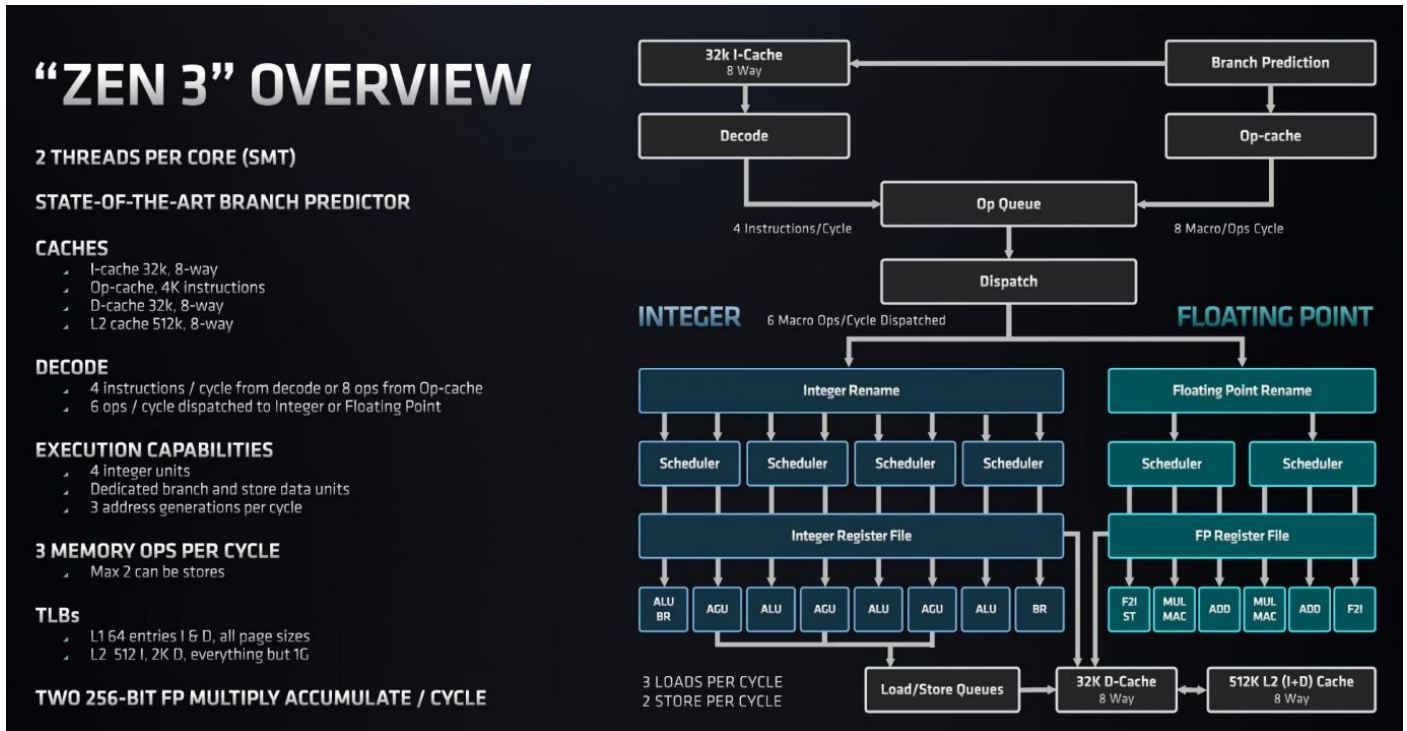 “ZEN 3” OVERVIEW
2 THREADS PER CORE (SMT)
STATE-OF-THE-ART BRANCH PREDICTOR
CACHES
I-cache 32k, 8-way
Op-cache, 4K instructions
D-cache 32k, 8-way
L2 cache 512k, 8-way
DECODE
4 instructions / cycle from decode or 8 ops from Op-cache
6 ops / cycle dispatched to Integer or Floating Point
EXECUTION CAPABILITIES
4 integer units
Dedicated branch and store data units
3 address generations per cycle
3 MEMORY OPS PER CYCLE
Max 2 can be stores
TLBs
L1 64 entries I & D, all page sizes
L2 512 I, 2K D, everything but 1G
TWO 256-BIT FP MULTIPLY ACCUMULATE / CYCLE
32k I-Cache
8 Way
Branch Prediction
Decode
Op-cache
Op Queue
4 Instructions/Cycle
8 Macro/Ops Cycle
Dispatch
INTEGER
6 Macro Ops/Cycle Dispatched
FLOATING POINT
Integer Rename
Floating Point Rename
Scheduler
Scheduler
Scheduler
Scheduler
Scheduler
Scheduler
Integer Register File
FP Register File
ALU
BR
AGU
ALU
AGU
ALU
AGU
ALU
BR
F2I
ST
MUL
MAC
ADD
MUL
MAC
ADD
F2I
3 LOADS PER CYCLE
2 STORE PER CYCLE
Load/Store Queues
32K D-Cache
8 Way
512K L2 (I+D) Cache
8 Way